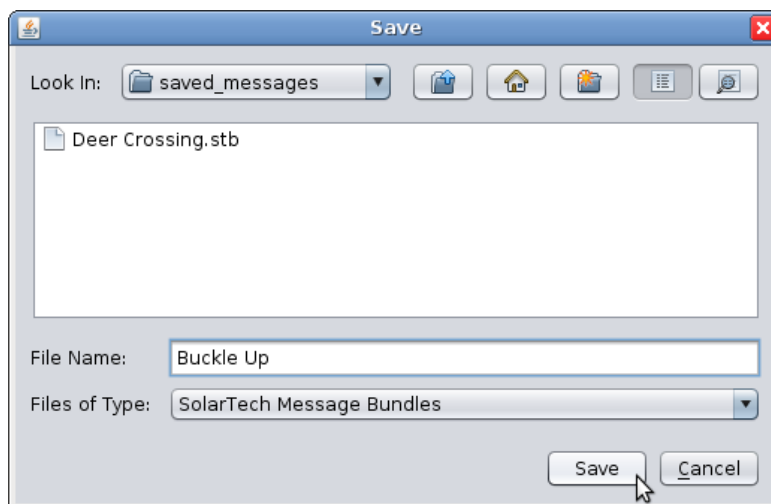 Save
Look In: saved_messages
Deer Crossing.stb
File Name: Buckle Up
Files of Type: SolarTech Message Bundles
Save Cancel